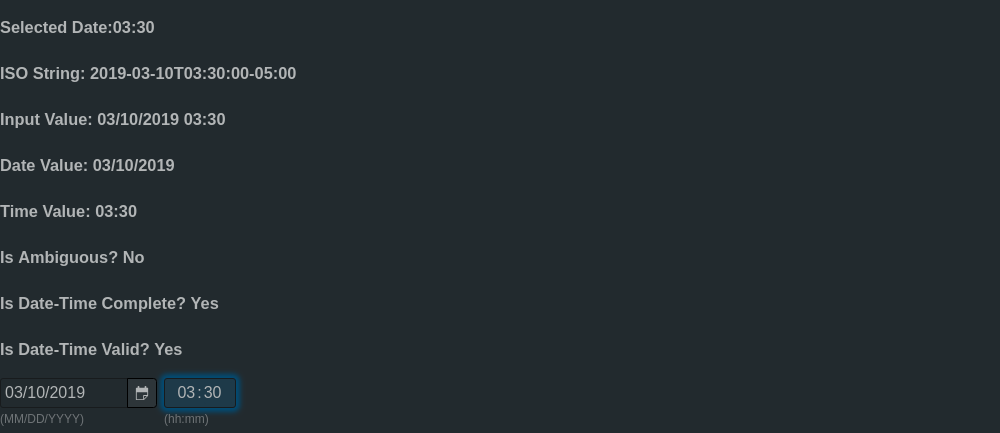 Selected Date:03:30
ISO String: 2019-03-10T03:30:00-05:00
Input Value: 03/10/2019 03:30
Date Value: 03/10/2019
Time Value: 03:30
Is Ambiguous? No
Is Date-Time Complete? Yes
Is Date-Time Valid? Yes
03/10/2019 03:30
(MM/DD/YYYY) (hh:mm)